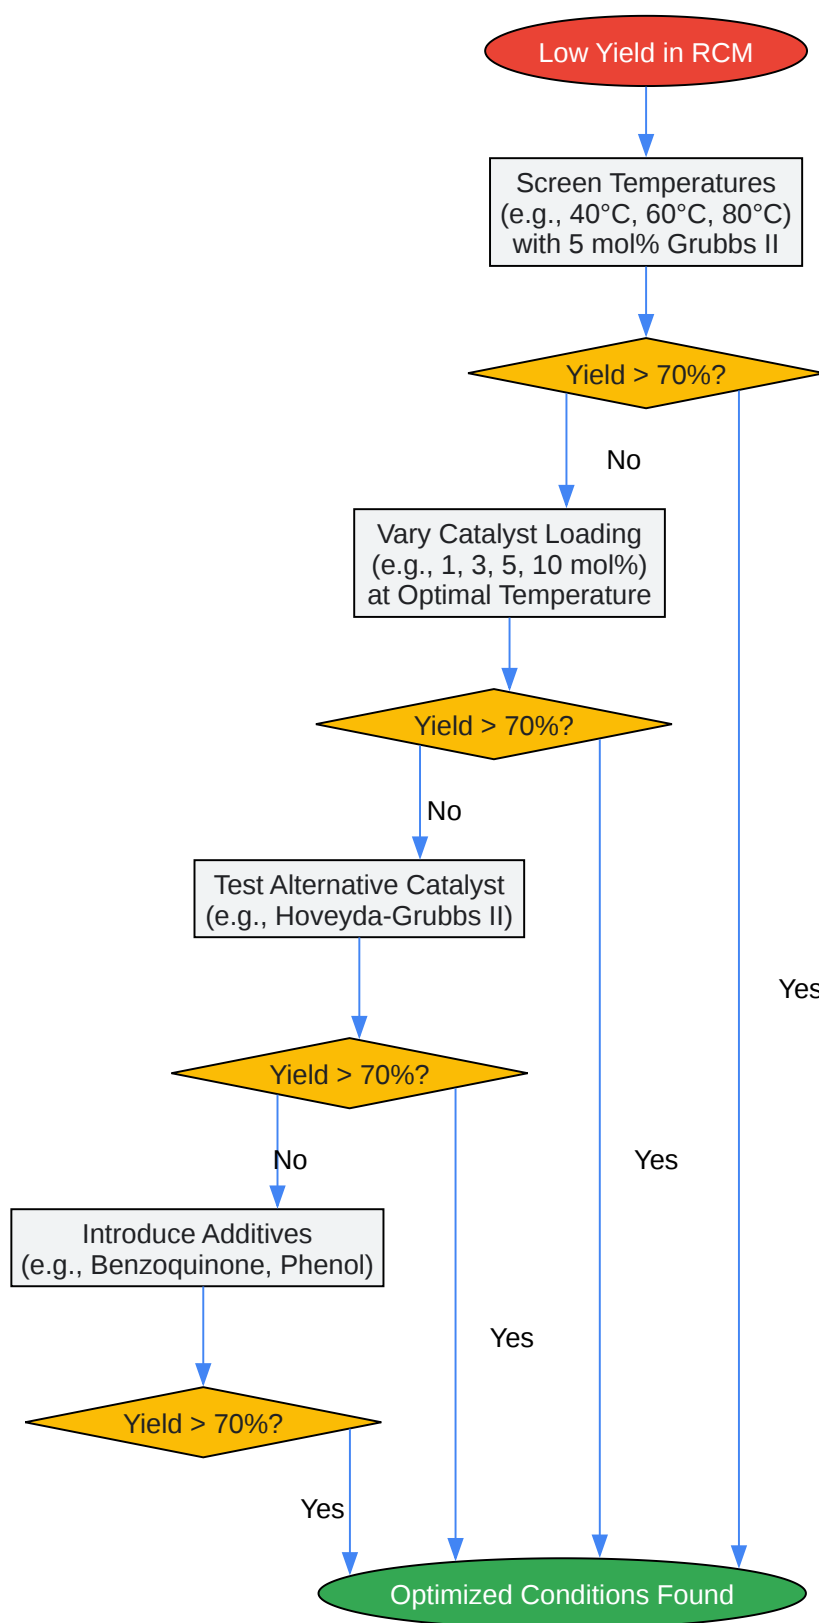 Low Yield in RCM
Screen Temperatures
(e.g., 40°C, 60°C, 80°C)
with 5 mol% Grubbs II
Yield > 70%?
No
Vary Catalyst Loading
(e.g., 1, 3, 5, 10 mol%)
at Optimal Temperature
Yield > 70%?
No
Test Alternative Catalyst
(e.g., Hoveyda-Grubbs II)
Yes
Yield > 70%?
No
Yes
Introduce Additives
(e.g., Benzoquinone, Phenol)
Yes
Yield > 70%?
Yes
Optimized Conditions Found